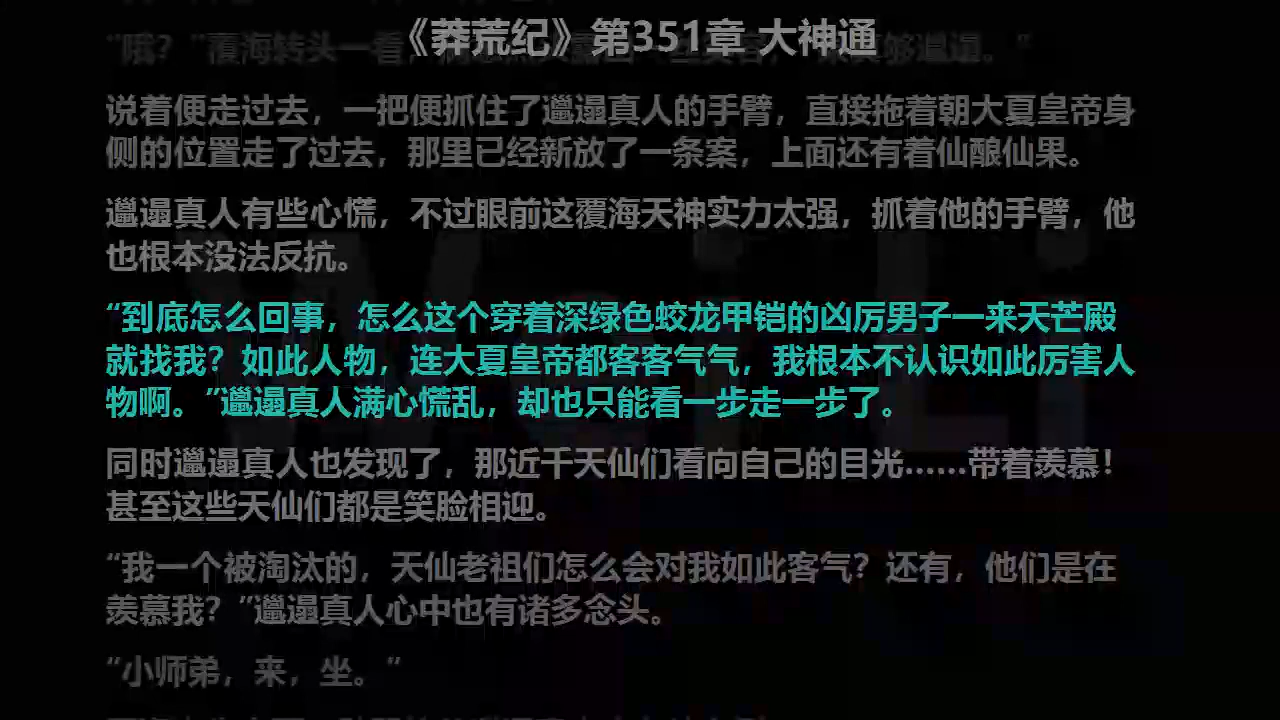 《莽荒纪》第351章 大神通
“哦？”覆海转头一看，
说着便走过去，一把便抓住了邋遢真人的手臂，直接拖着朝大夏皇帝身
侧的位置走了过去，那里已经新放了一条案，上面还有着仙酿仙果。
邋遢真人有些心慌，不过眼前这覆海天神实力太强，抓着他的手臂，他
也根本没法反抗。
“到底怎么回事，怎么这个穿着深绿色蛟龙甲铠的凶厉男子一来天芒殿
就找我？如此人物，连大夏皇帝都客客气气，我根本不认识如此厉害人
物啊。”邋遢真人满心慌乱，却也只能看一步走一步了。
同时邋遢真人也发现了，那近千天仙们看向自己的目光……带着羡慕！
甚至这些天仙们都是笑脸相迎。
“我一个被淘汰的，天仙老祖们怎么会对我如此客气？还有，他们是在
羡慕我？”邋遢真人心中也有诸多念头。
“小师弟，来，坐。”